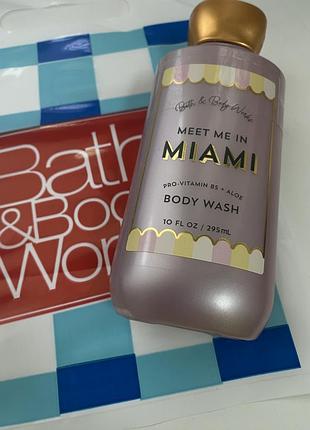 Bath
& Bod
Wor
Bath & Body Works
MEET ME IN
MIAMI
PRO-VITAMIN B5 + ALOE
BODY WASH
10 FL OZ / 295mL